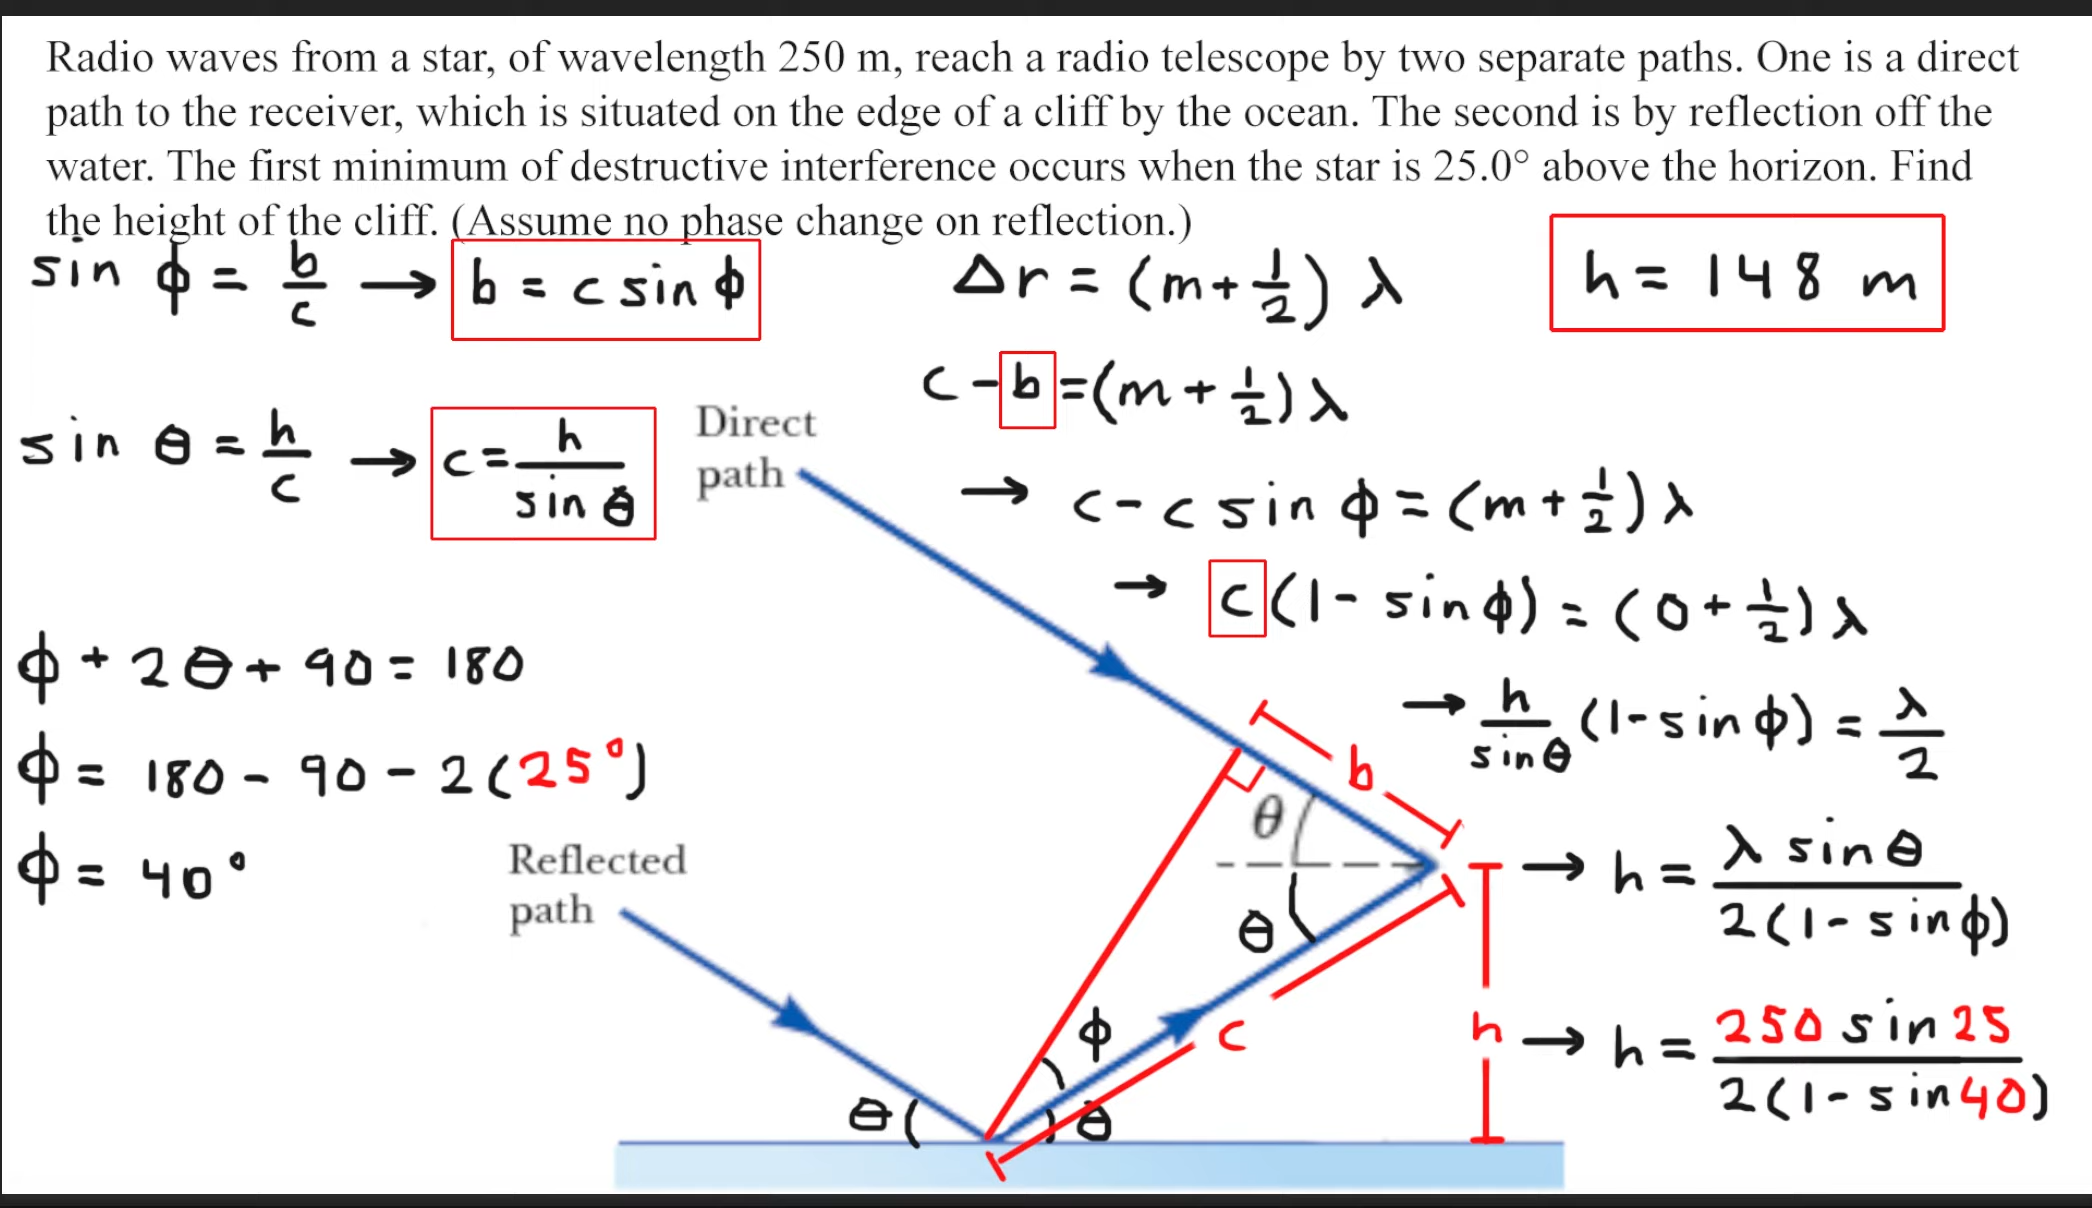 Radio waves from a star, of wavelength 250 m, reach a radio telescope by two separate paths. One is a direct
path to the receiver, which is situated on the edge of a cliff by the ocean. The second is by reflection off the
water. The first minimum of destructive interference occurs when the star is 25.0° above the horizon. Find
the height of the cliff. (Assume no phase change on reflection.)
sin ϕ = b/c → b = c sin ϕ
sin θ = h/c → c = h/sin θ
ϕ + 2θ + 90 = 180
ϕ = 180 - 90 - 2(25°)
ϕ = 40°
Δr = (m + 1/2) λ
c - b = (m + 1/2) λ
→ c - c sin ϕ = (m + 1/2) λ
→ c (1 - sin ϕ) = (0 + 1/2) λ
→ h/sin θ (1 - sin ϕ) = λ/2
→ h = λ sin θ / 2(1 - sin ϕ)
→ h = 250 sin 25 / 2(1 - sin 40)
h = 148 m
Direct
path
Reflected
path
b
θ
θ
ϕ
c
h
θ
θ